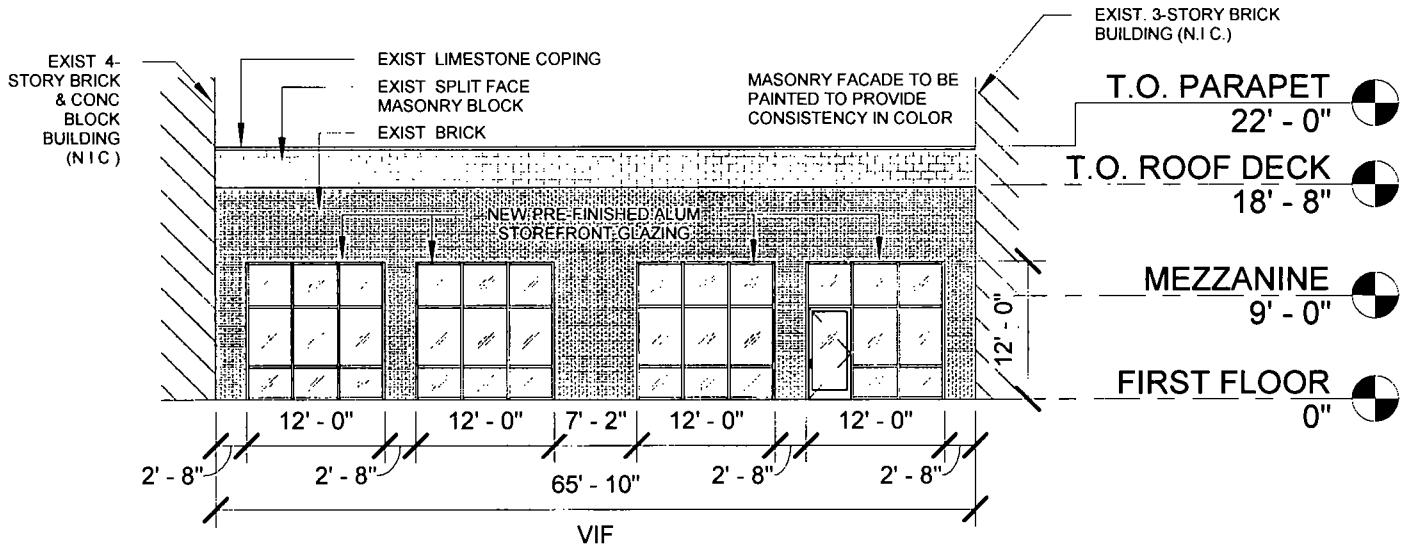 EXIST 4-
STORY BRICK
& CONC
BLOCK
BUILDING
(N I C )
EXIST LIMESTONE COPING
EXIST SPLIT FACE
MASONRY BLOCK
EXIST BRICK
MASONRY FACADE TO BE
PAINTED TO PROVIDE
CONSISTENCY IN COLOR
EXIST. 3-STORY BRICK
BUILDING (N.I C.)
T.O. PARAPET
22' - 0"
T.O. ROOF DECK
18' - 8"
NEW PRE-FINISHED ALUM
STOREFRONT GLAZING
MEZZANINE
9' - 0"
12' - 0"
FIRST FLOOR
0"
12' - 0"
12' - 0"
7' - 2"
12' - 0"
12' - 0"
2' - 8"
2' - 8"
2' - 8"
2' - 8"
65' - 10"
VIF